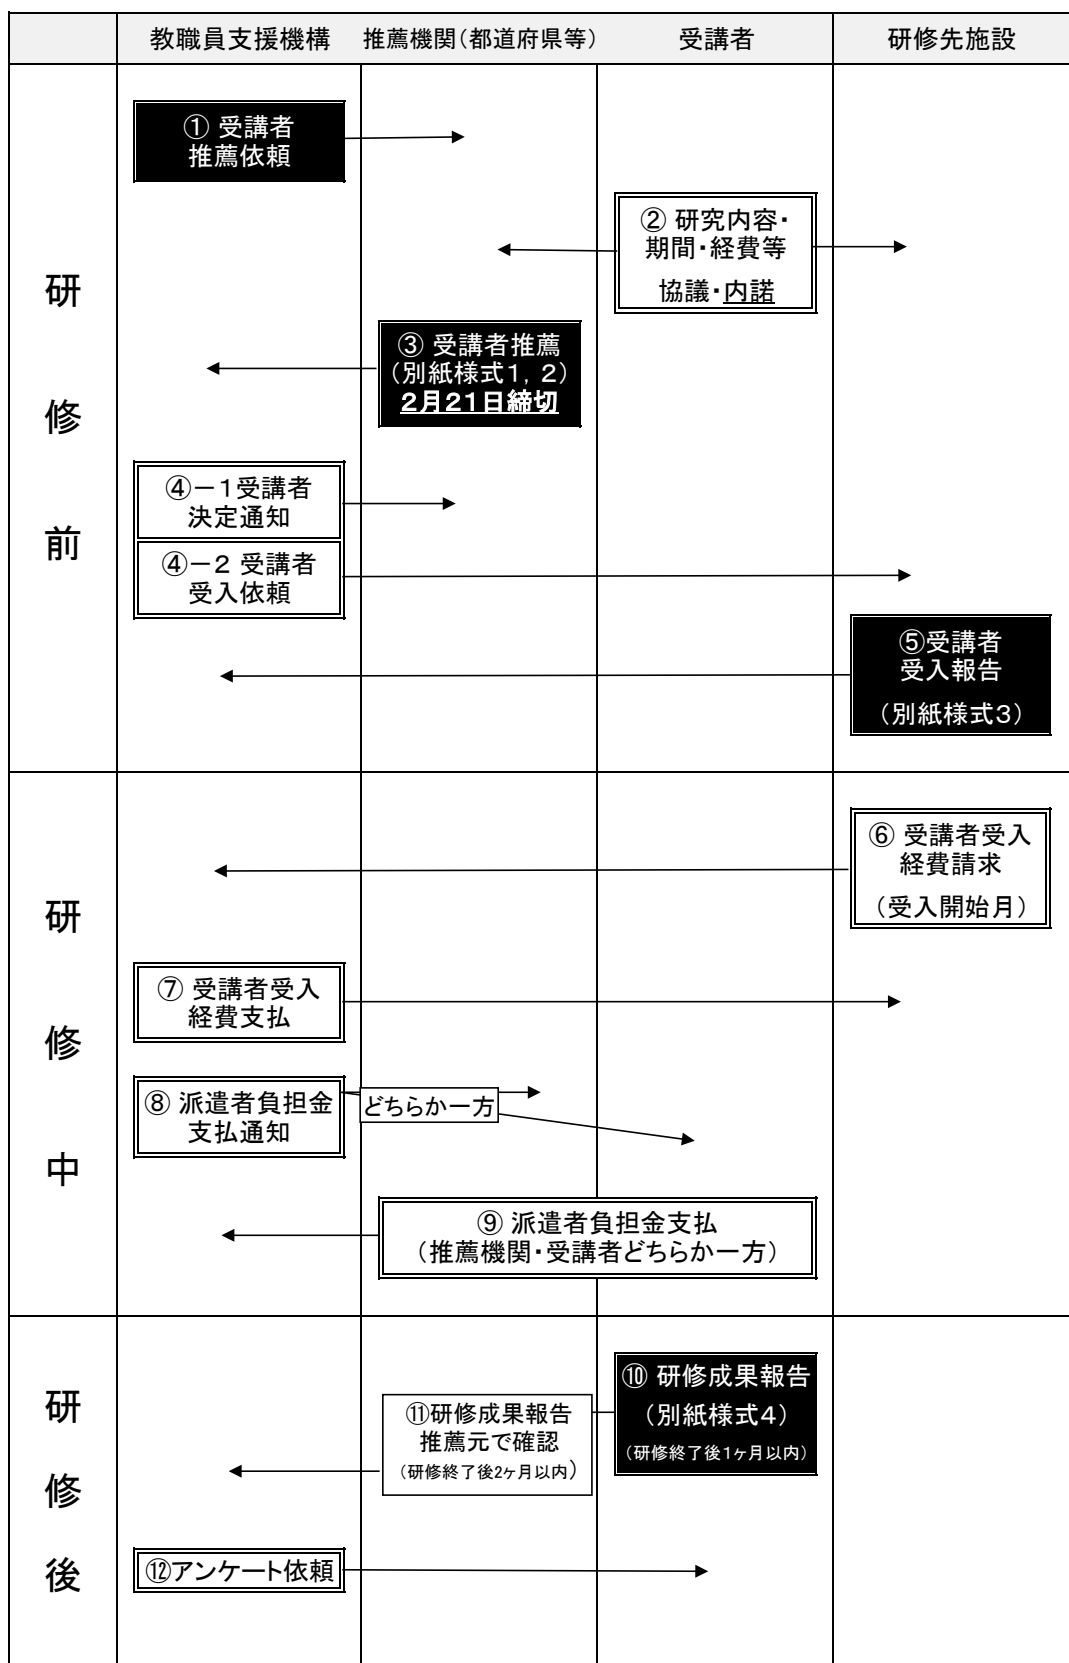 教職員支援機構
推薦機関(都道府県等)
受講者
研修先施設
研
修
前
① 受講者
推薦依頼
② 研究内容・
期間・経費等
協議・内諾
③ 受講者推薦
(別紙様式1,2)
2月21日締切
④－1受講者
決定通知
④－2 受講者
受入依頼
⑤受講者
受入報告
(別紙様式3)
研
修
中
⑥ 受講者受入
経費請求
(受入開始月)
⑦ 受講者受入
経費支払
⑧ 派遣者負担金
支払通知
どちらか一方
⑨ 派遣者負担金支払
(推薦機関・受講者どちらか一方)
研
修
後
⑩ 研修成果報告
(別紙様式4)
(研修終了後1ヶ月以内)
⑪研修成果報告
推薦元で確認
(研修終了後2ヶ月以内)
⑫アンケート依頼